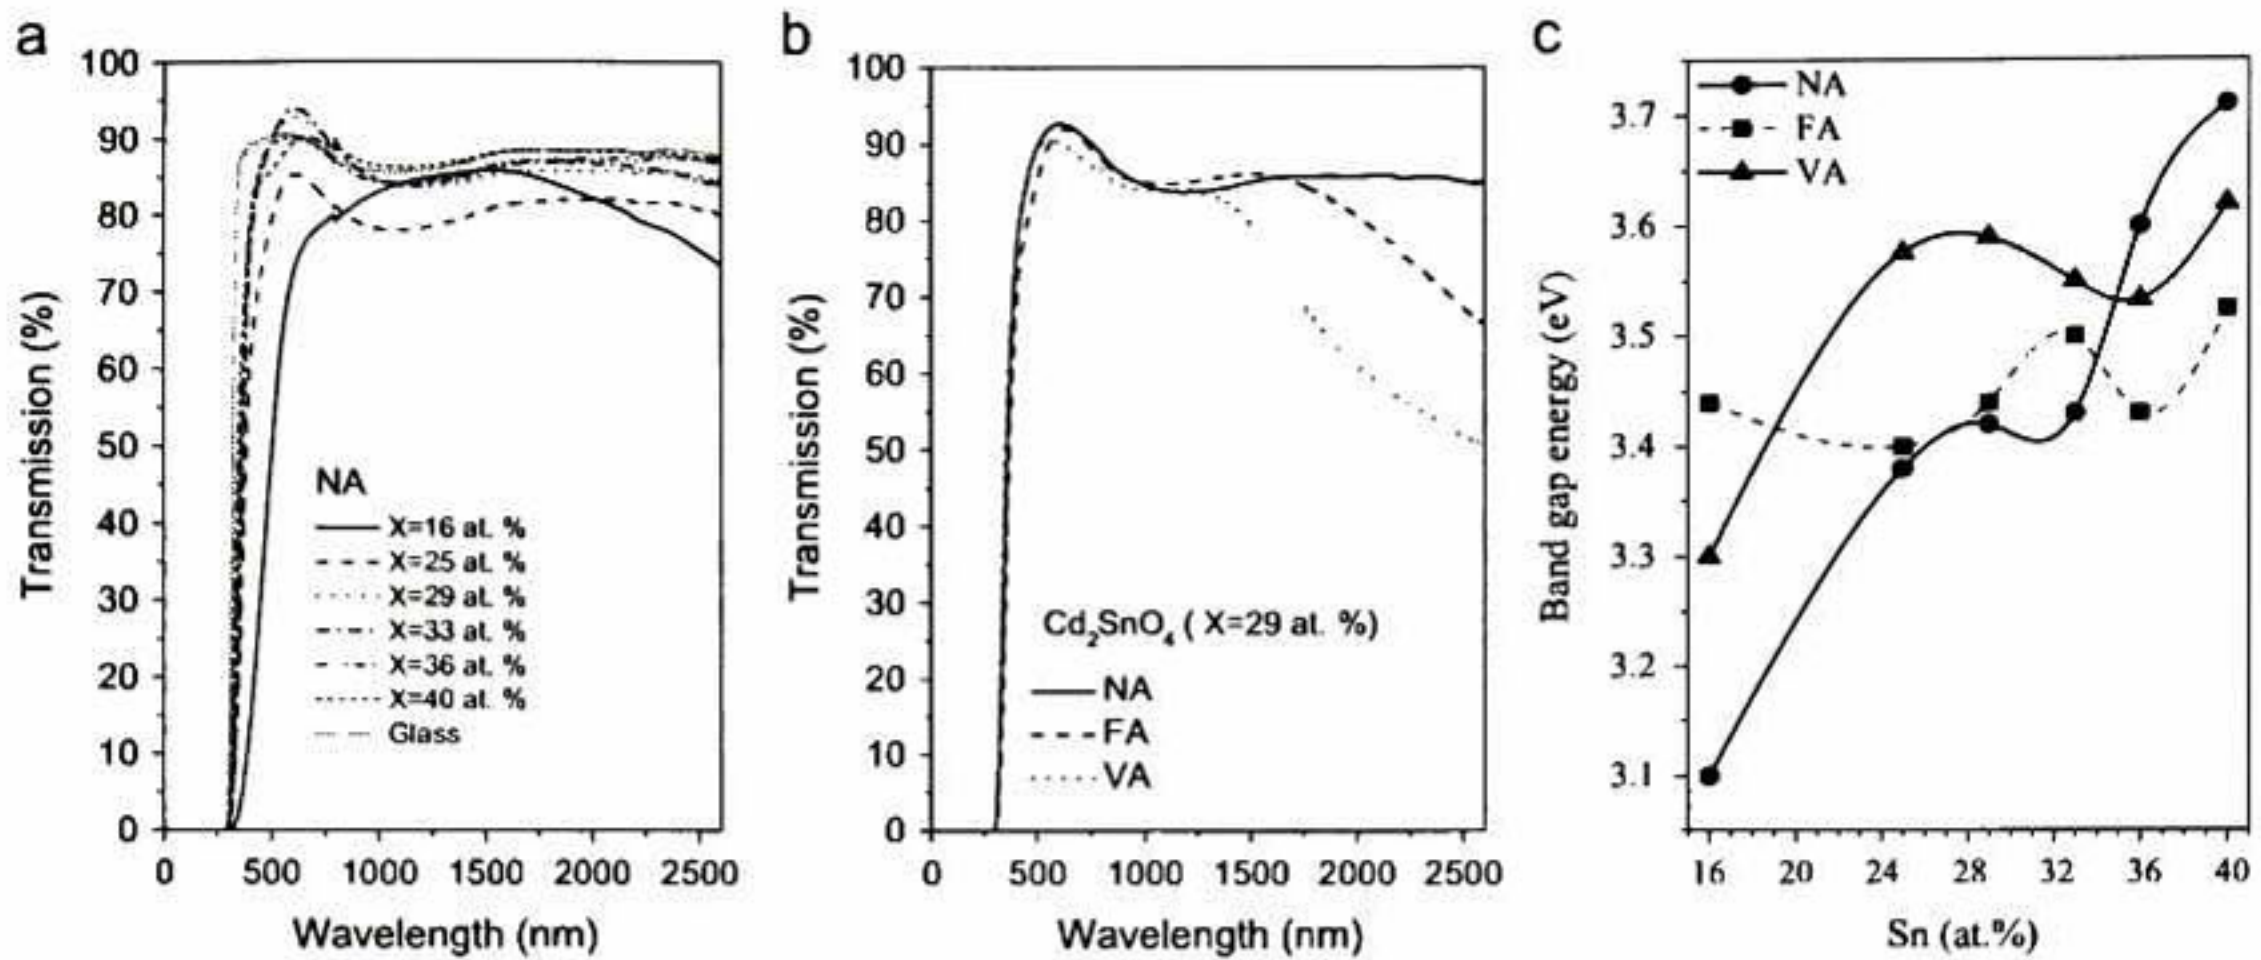 a
100
90
80
70
60
50
40
30
20
10
0
Transmission (%)
NA
X=16 at. %
X=25 at. %
X=29 at. %
X=33 at. %
X=36 at. %
X=40 at. %
Glass
0 500 1000 1500 2000 2500
Wavelength (nm)
b
100
90
80
70
60
50
40
30
20
10
0
Transmission (%)
Cd₂SnO₄ ( X=29 at. %)
NA
FA
VA
0 500 1000 1500 2000 2500
Wavelength (nm)
c
NA
FA
VA
3.7
3.6
3.5
3.4
3.3
3.2
3.1
Band gap energy (eV)
16 20 24 28 32 36 40
Sn (at.%)